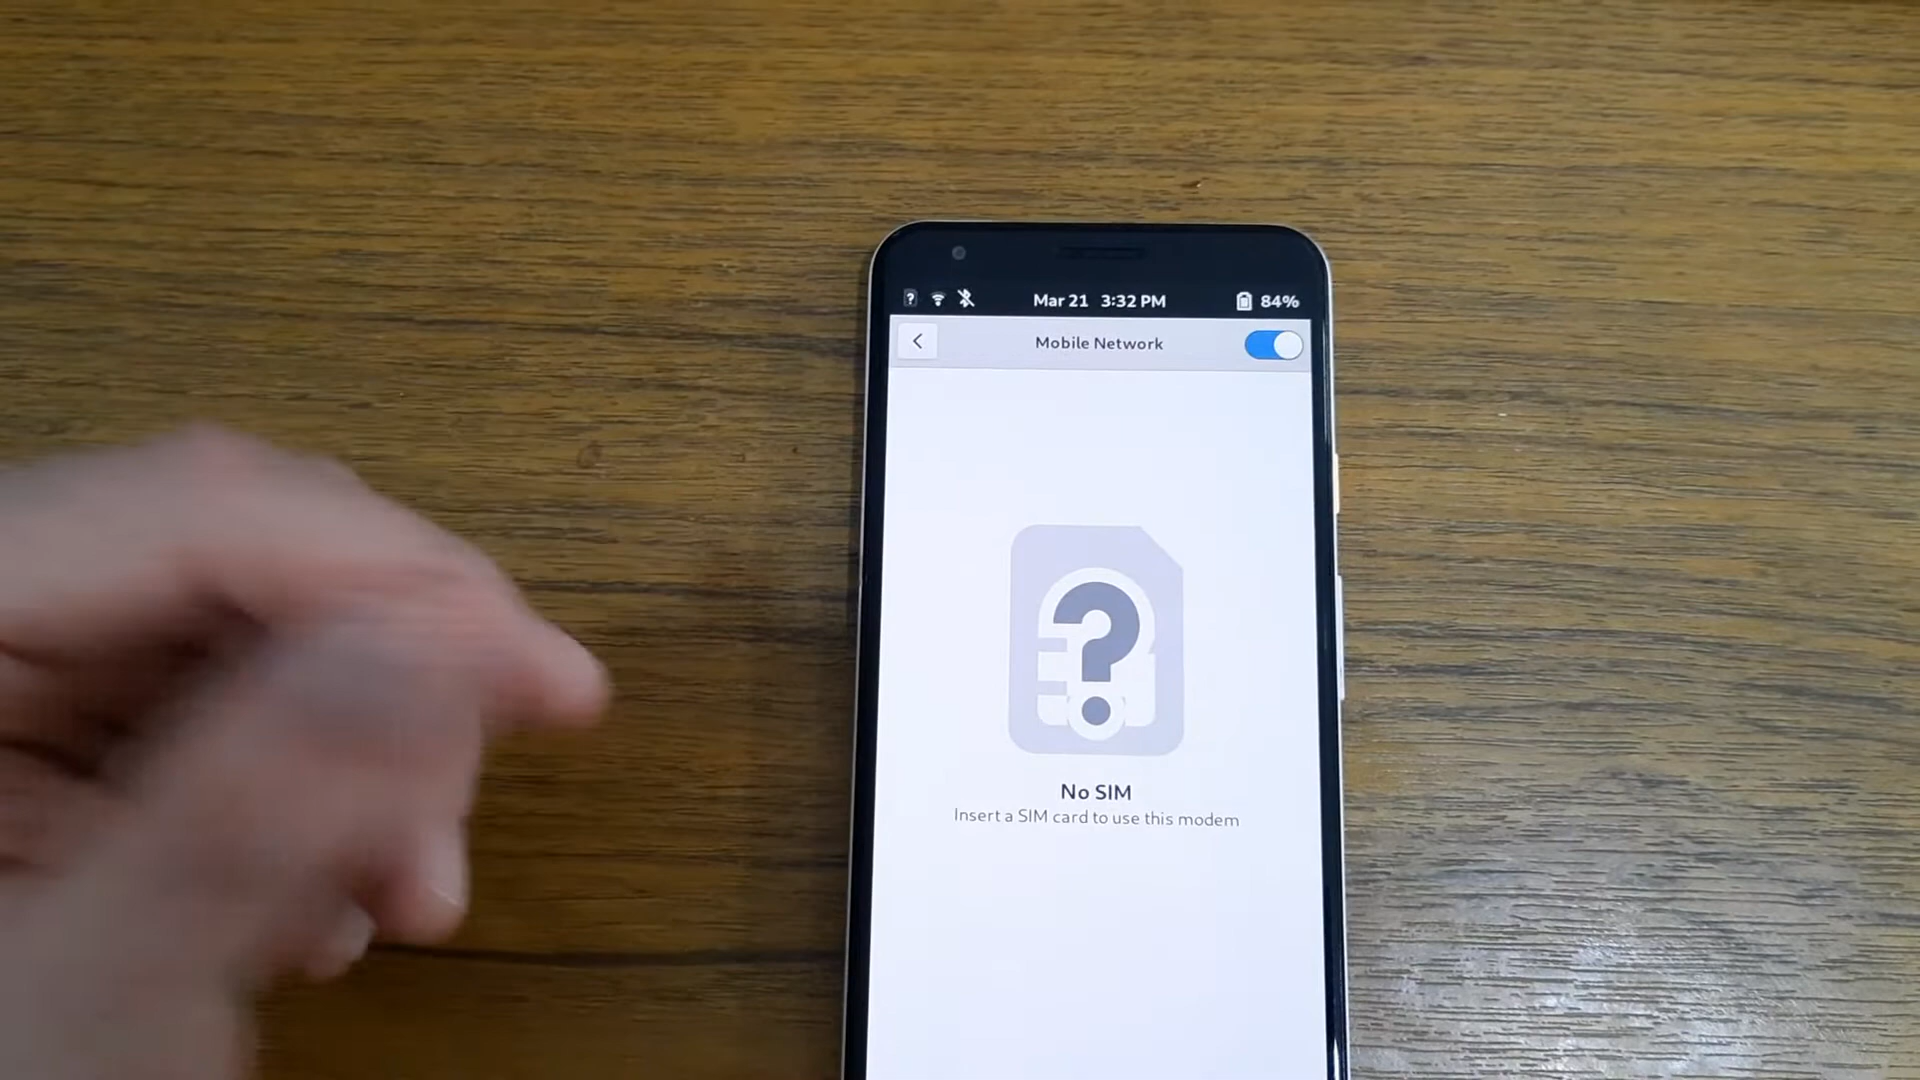 Mar 21 3:32 PM 84%
Mobile Network
No SIM
Insert a SIM card to use this modem